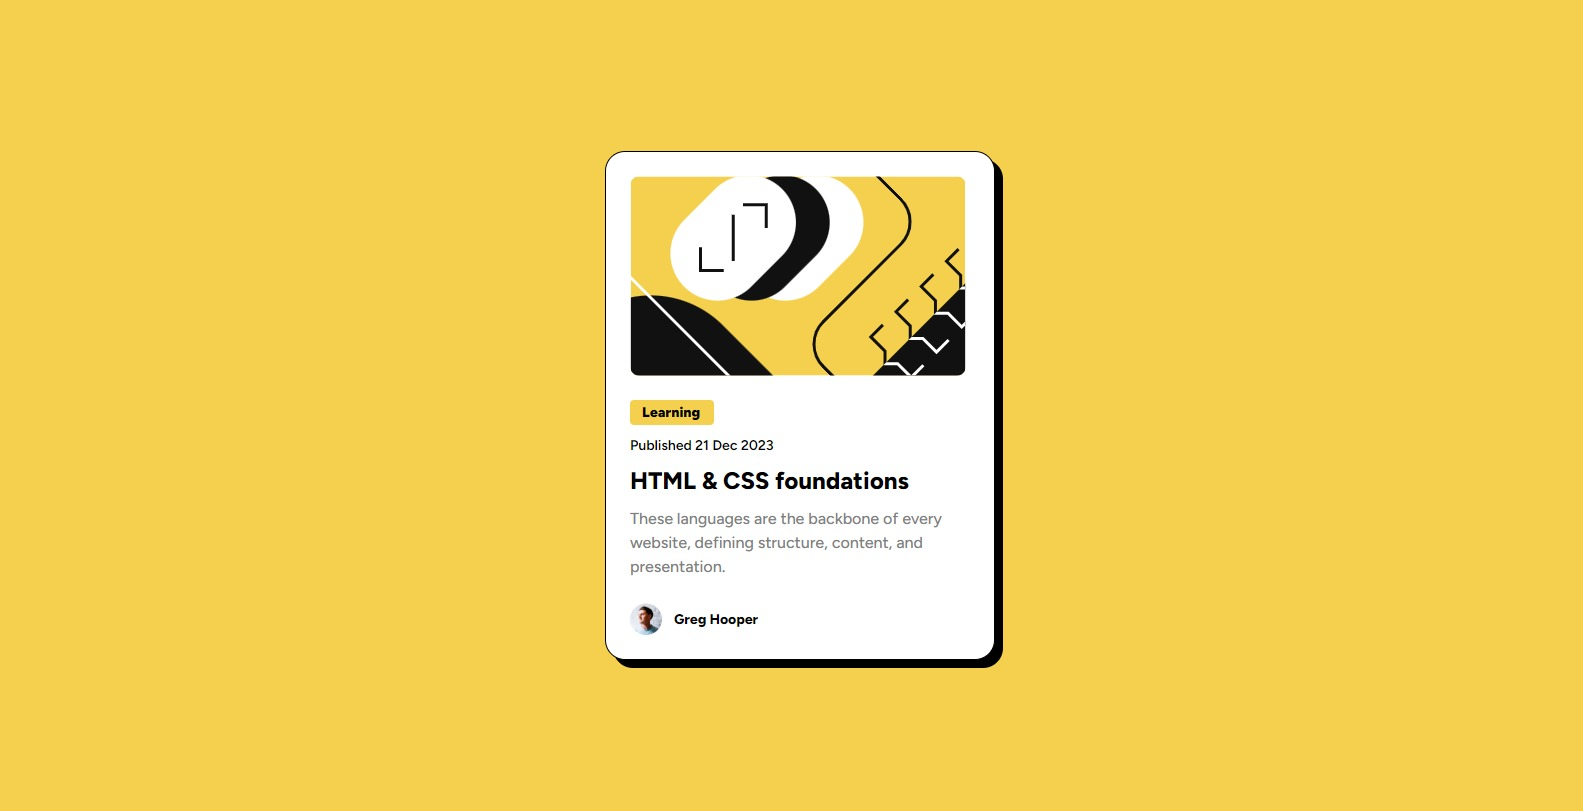 Learning
Published 21 Dec 2023
HTML & CSS foundations
These languages are the backbone of every
website, defining structure, content, and
presentation.
Greg Hooper